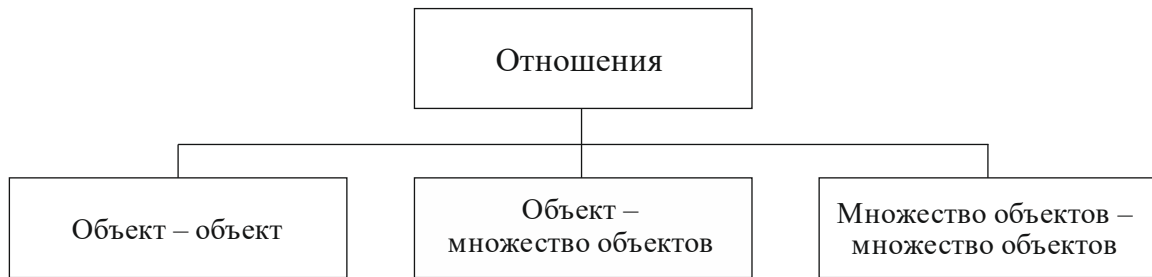 Отношения
Объект – объект
Объект –
множество объектов
Множество объектов –
множество объектов